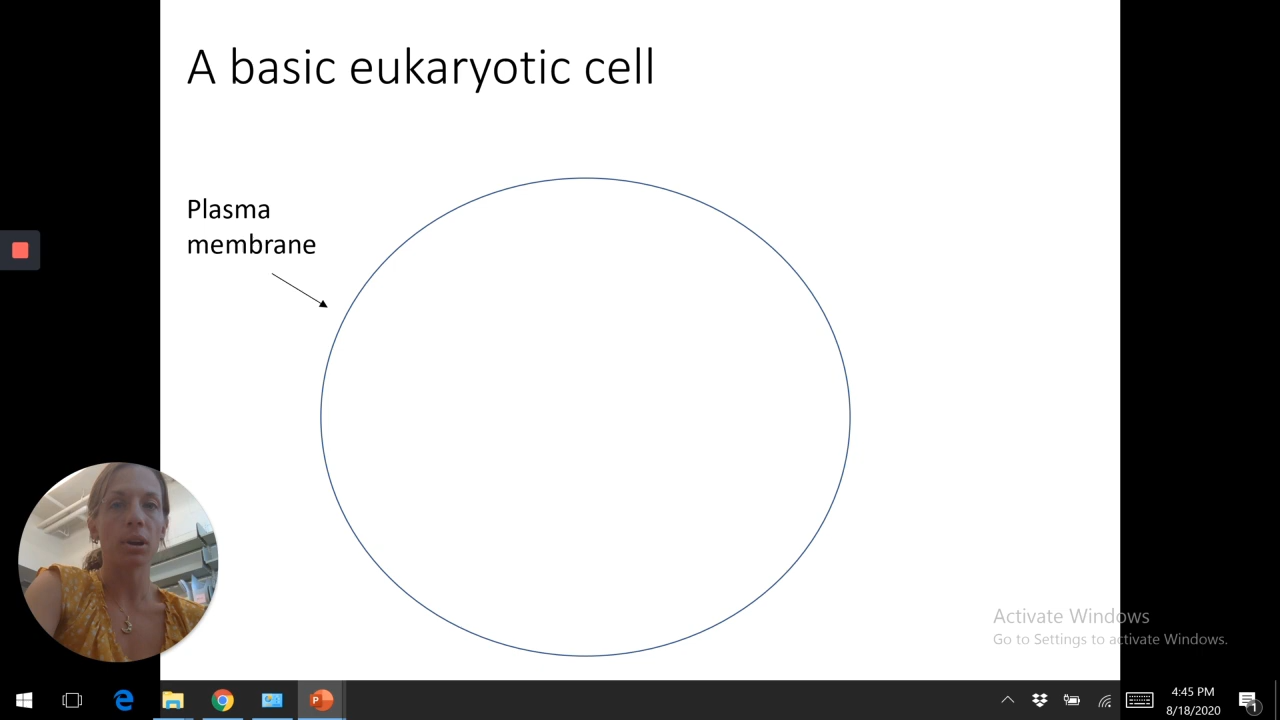 A basic eukaryotic cell
Plasma
membrane
Activate Windows
Go to Settings to activate Windows.
4:45 PM
8/18/2020
1